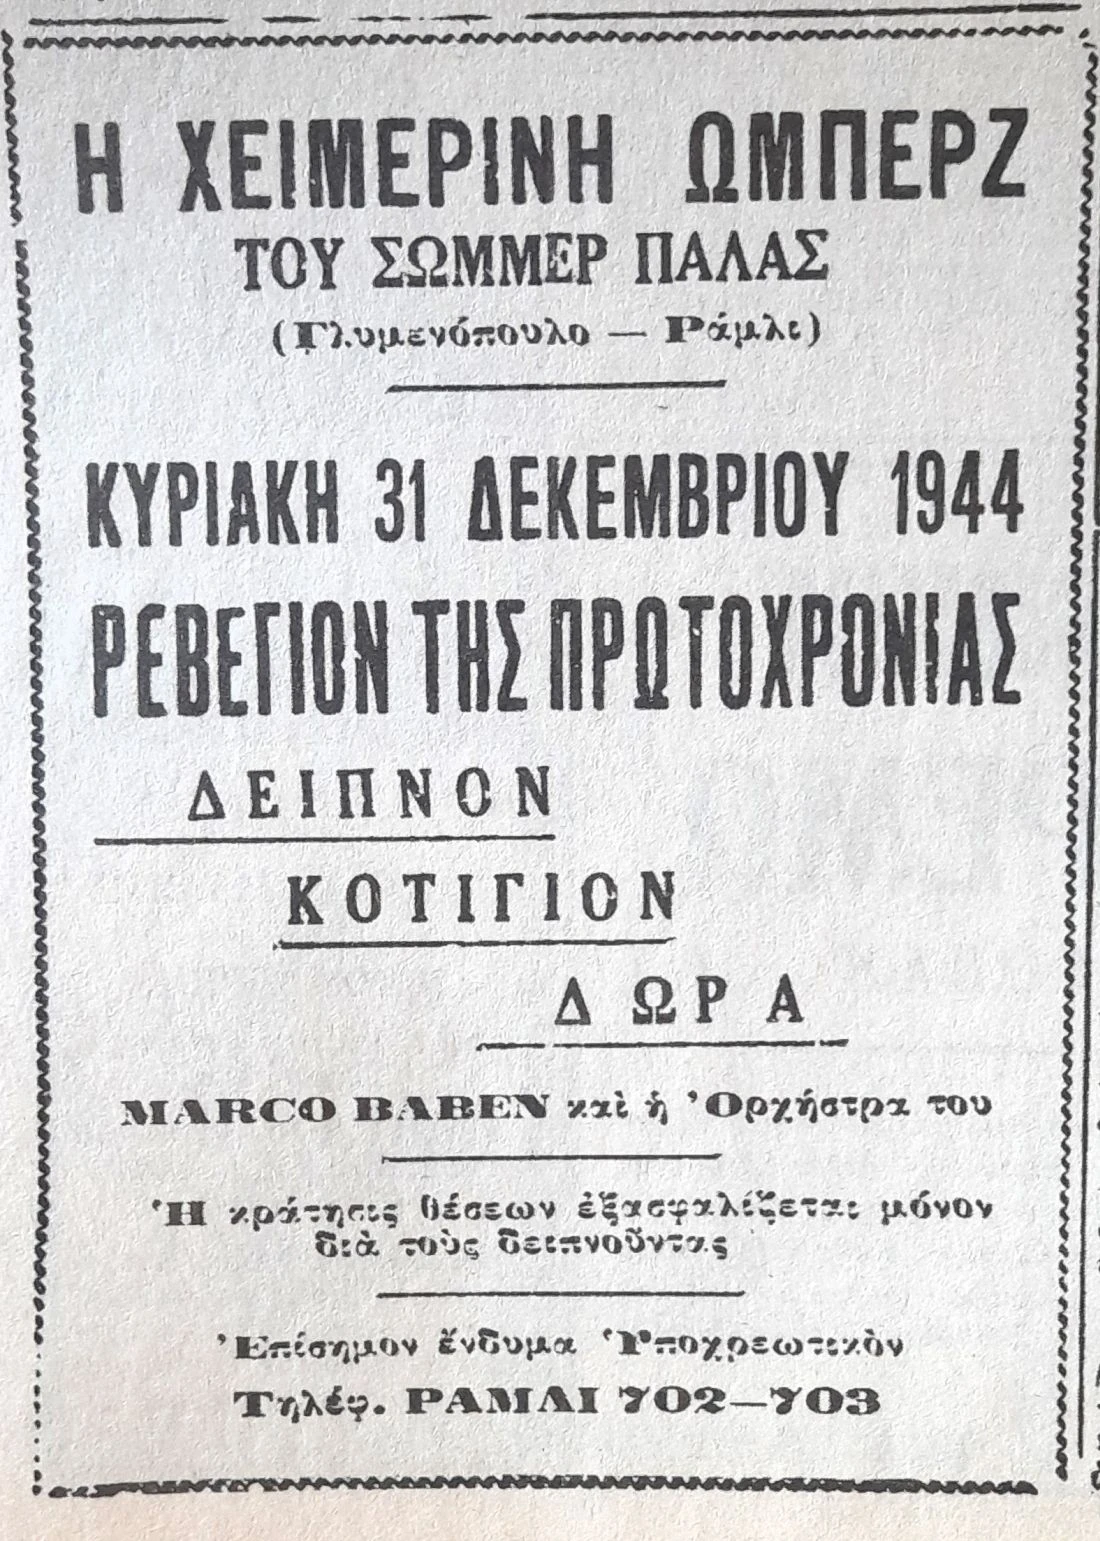 Η ΧΕΙΜΕΡΙΝΗ ΩΜΠΕΡΖ
ΤΟΥ ΣΩΜΜΕΡ ΠΑΛΑΣ
(Γλυμενόπουλο — Ράμλι)
ΚΥΡΙΑΚΗ 31 ΔΕΚΕΜΒΡΙΟΥ 1944
ΡΕΒΕΓΙΟΝ ΤΗΣ ΠΡΩΤΟΧΡΟΝΙΑΣ
ΔΕΙΠΝΟΝ
ΚΟΤΙΓΙΟΝ
ΔΩΡΑ
MARCO BABEN καὶ ἡ Ὀρχήστρα του
Ἡ κράτησις θέσεων ἐξασφαλίζεται μόνον
διὰ τοὺς δειπνοῦντας
Ἐπίσημον ἔνδυμα Ὑποχρεωτικὸν
Τηλέφ. ΡΑΜΛΙ 702—703